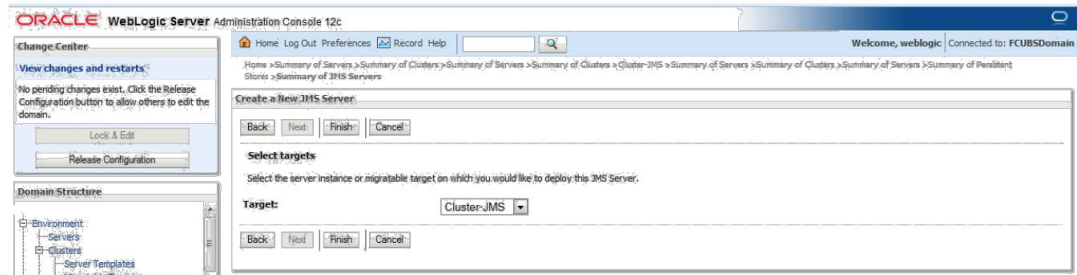 ORACLE WebLogic Server Administration Console 12c
Change Center
View changes and restarts
No pending changes exist. Click the Release
Configuration button to allow others to edit the
domain.
Lock & Edit
Release Configuration
Domain Structure
Environment
Servers
Clusters
Server Templates
Home Log Out Preferences Record Help
Welcome, weblogic Connected to: FCUBSDomain
Home >Summary of Servers >Summary of Clusters >Summary of Servers >Summary of Clusters >Cluster-JMS >Summary of Servers >Summary of Clusters >Summary of Servers >Summary of Persistent
Stores >Summary of JMS Servers
Create a New JMS Server
Back Next Finish Cancel
Select targets
Select the server instance or migratable target on which you would like to deploy this JMS Server.
Target: Cluster-JMS
Back Next Finish Cancel